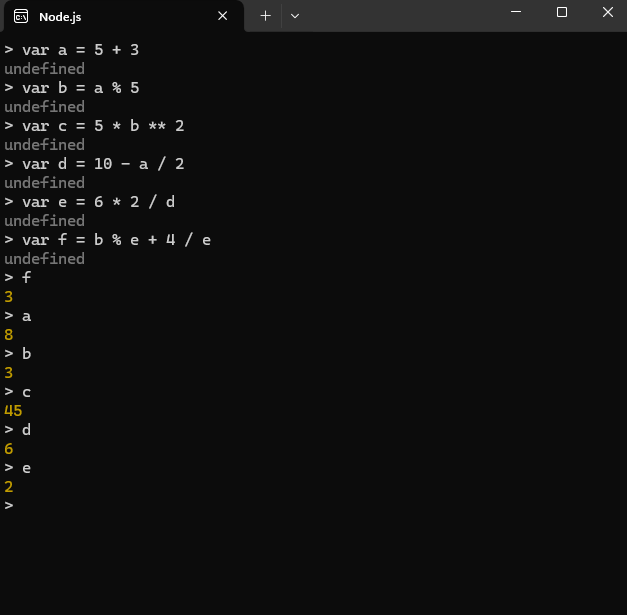 Node.js
> var a = 5 + 3
undefined
> var b = a % 5
undefined
> var c = 5 * b ** 2
undefined
> var d = 10 - a / 2
undefined
> var e = 6 * 2 / d
undefined
> var f = b % e + 4 / e
undefined
> f
3
> a
8
> b
3
> c
45
> d
6
> e
2
>